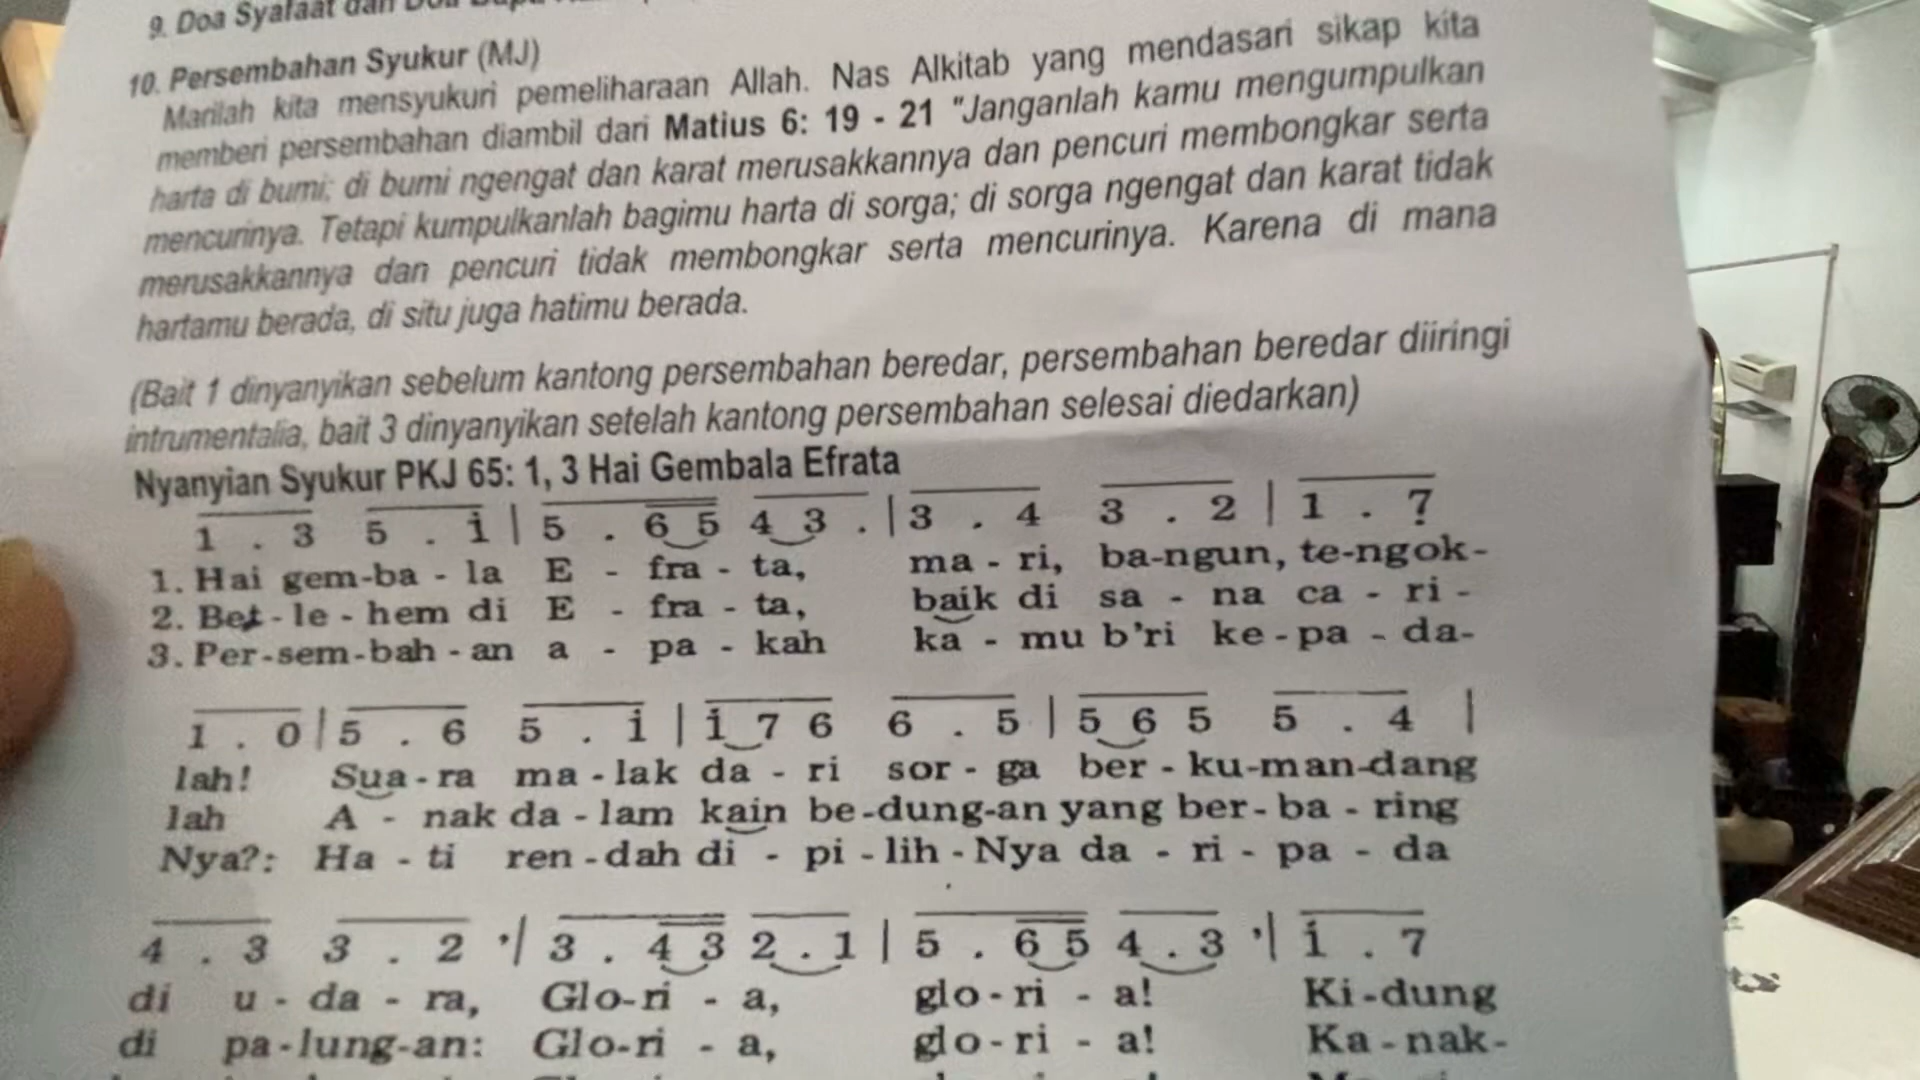 9. Doa Syafaat dan Doa
10. Persembahan Syukur (MJ)
Marilah kita mensyukuri pemeliharaan Allah. Nas Alkitab yang mendasari sikap kita
memberi persembahan diambil dari Matius 6: 19 - 21 "Janganlah kamu mengumpulkan
harta di bumi; di bumi ngengat dan karat merusakkannya dan pencuri membongkar serta
mencurinya. Tetapi kumpulkanlah bagimu harta di sorga; di sorga ngengat dan karat tidak
merusakkannya dan pencuri tidak membongkar serta mencurinya. Karena di mana
hartamu berada, di situ juga hatimu berada.
(Bait 1 dinyanyikan sebelum kantong persembahan beredar, persembahan beredar diiringi
intrumentalia, bait 3 dinyanyikan setelah kantong persembahan selesai diedarkan)
Nyanyian Syukur PKJ 65: 1, 3 Hai Gembala Efrata
1 . 3 5 . i | 5 . 6 5 4 3 . | 3 . 4 3 . 2 | 1 . 7
1. Hai gem-ba - la E - fra - ta, ma - ri, ba-ngun, te-ngok-
2. Bet - le - hem di E - fra - ta, baik di sa - na ca - ri -
3. Per-sem-bah - an a - pa - kah ka - mu b'ri ke - pa - da-
1 . 0 | 5 . 6 5 . i | i 7 6 6 . 5 | 5 6 5 5 . 4 |
lah! Sua - ra ma - lak da - ri sor - ga ber - ku-man-dang
lah A - nak da - lam kain be-dung-an yang ber- ba - ring
Nya?: Ha - ti ren - dah di - pi - lih - Nya da - ri - pa - da
4 . 3 3 . 2 ' | 3 . 4 3 2 . 1 | 5 . 6 5 4 . 3 ' | i . 7
di u - da - ra, Glo-ri - a, glo - ri - a! Ki-dung
di pa - lung-an: Glo-ri - a, glo - ri - a! Ka - nak-